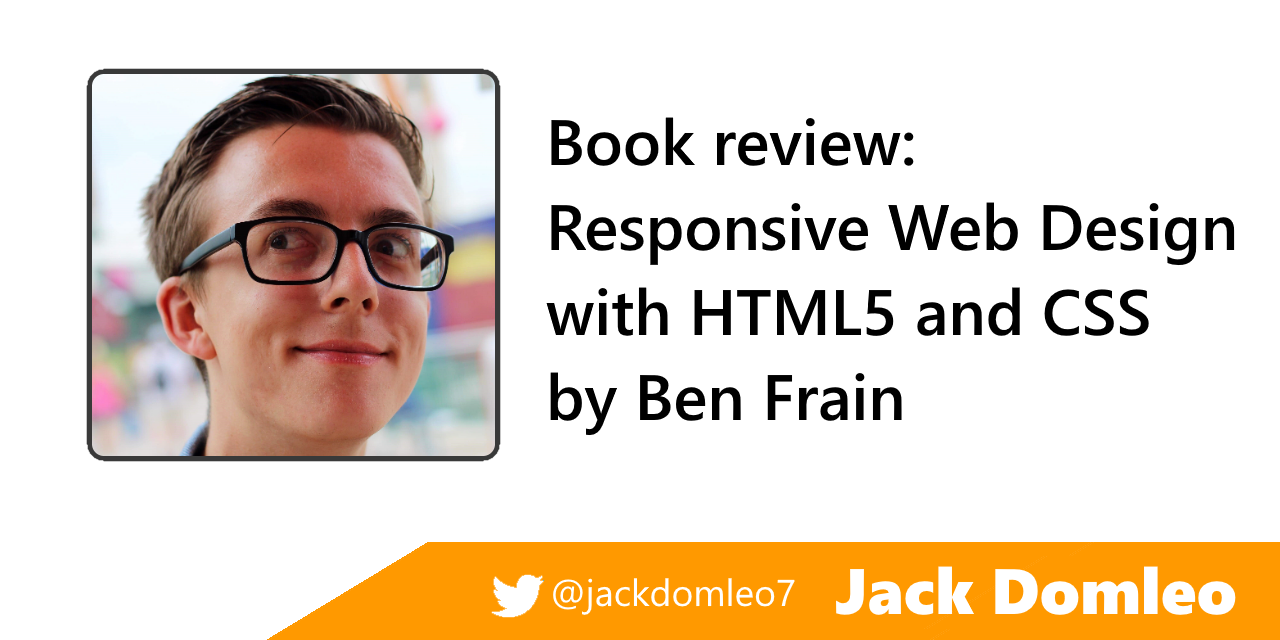 Book review:
Responsive Web Design
with HTML5 and CSS
by Ben Frain
@jackdomleo7 Jack Domleo